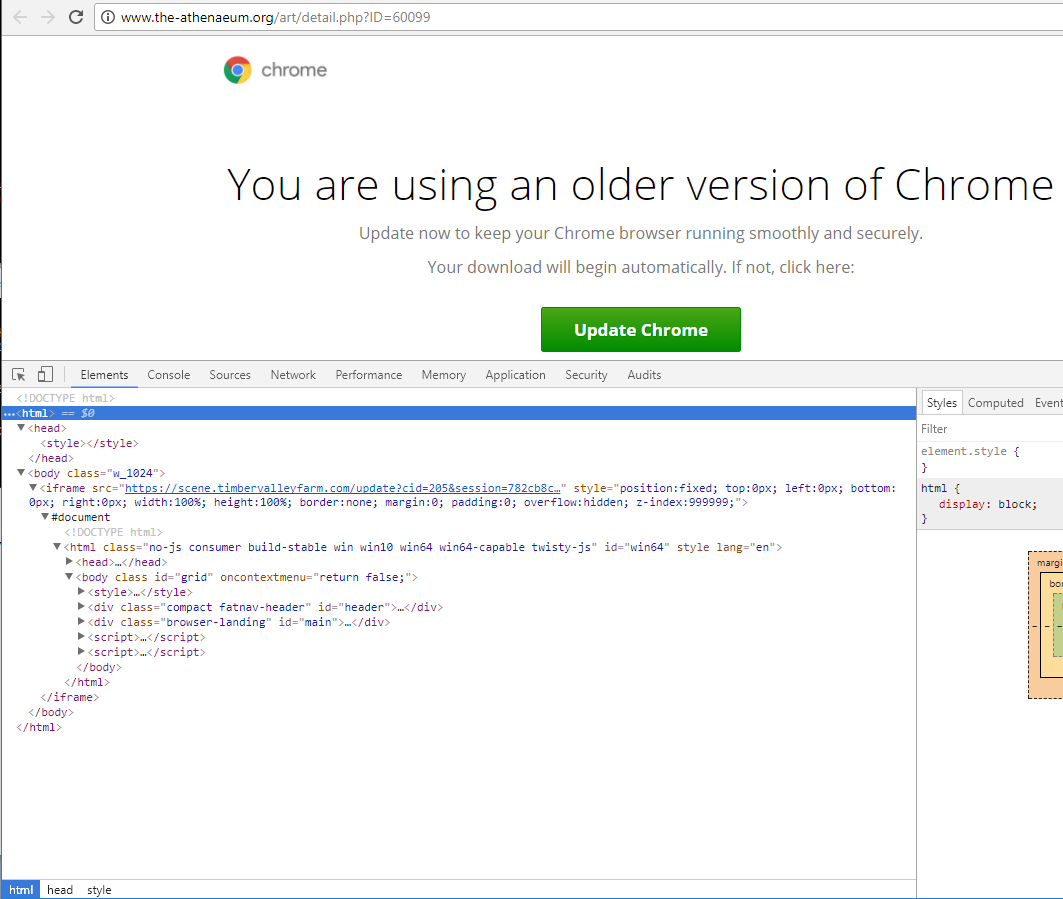 www.the-athenaeum.org/art/detail.php?ID=60099
chrome
You are using an older version of Chrome
Update now to keep your Chrome browser running smoothly and securely.
Your download will begin automatically. If not, click here:
Update Chrome
Elements Console Sources Network Performance Memory Application Security Audits
<!DOCTYPE html>
…<html> == $0
▼<head>
<style></style>
</head>
▼<body class="w_1024">
▼<iframe src="https://scene.timbervalleyfarm.com/update?cid=205&session=782cb8c…" style="position:fixed; top:0px; left:0px; bottom:
0px; right:0px; width:100%; height:100%; border:none; margin:0; padding:0; overflow:hidden; z-index:999999;">
▼#document
<!DOCTYPE html>
▼<html class="no-js consumer build-stable win win10 win64 win64-capable twisty-js" id="win64" style lang="en">
▶<head>…</head>
▼<body class id="grid" oncontextmenu="return false;">
▶<style>…</style>
▶<div class="compact fatnav-header" id="header">…</div>
▶<div class="browser-landing" id="main">…</div>
▶<script>…</script>
▶<script>…</script>
</body>
</html>
</iframe>
</body>
</html>
html head style
Styles Computed Event
Filter
element.style {
}
html {
display: block;
}
margi
bor